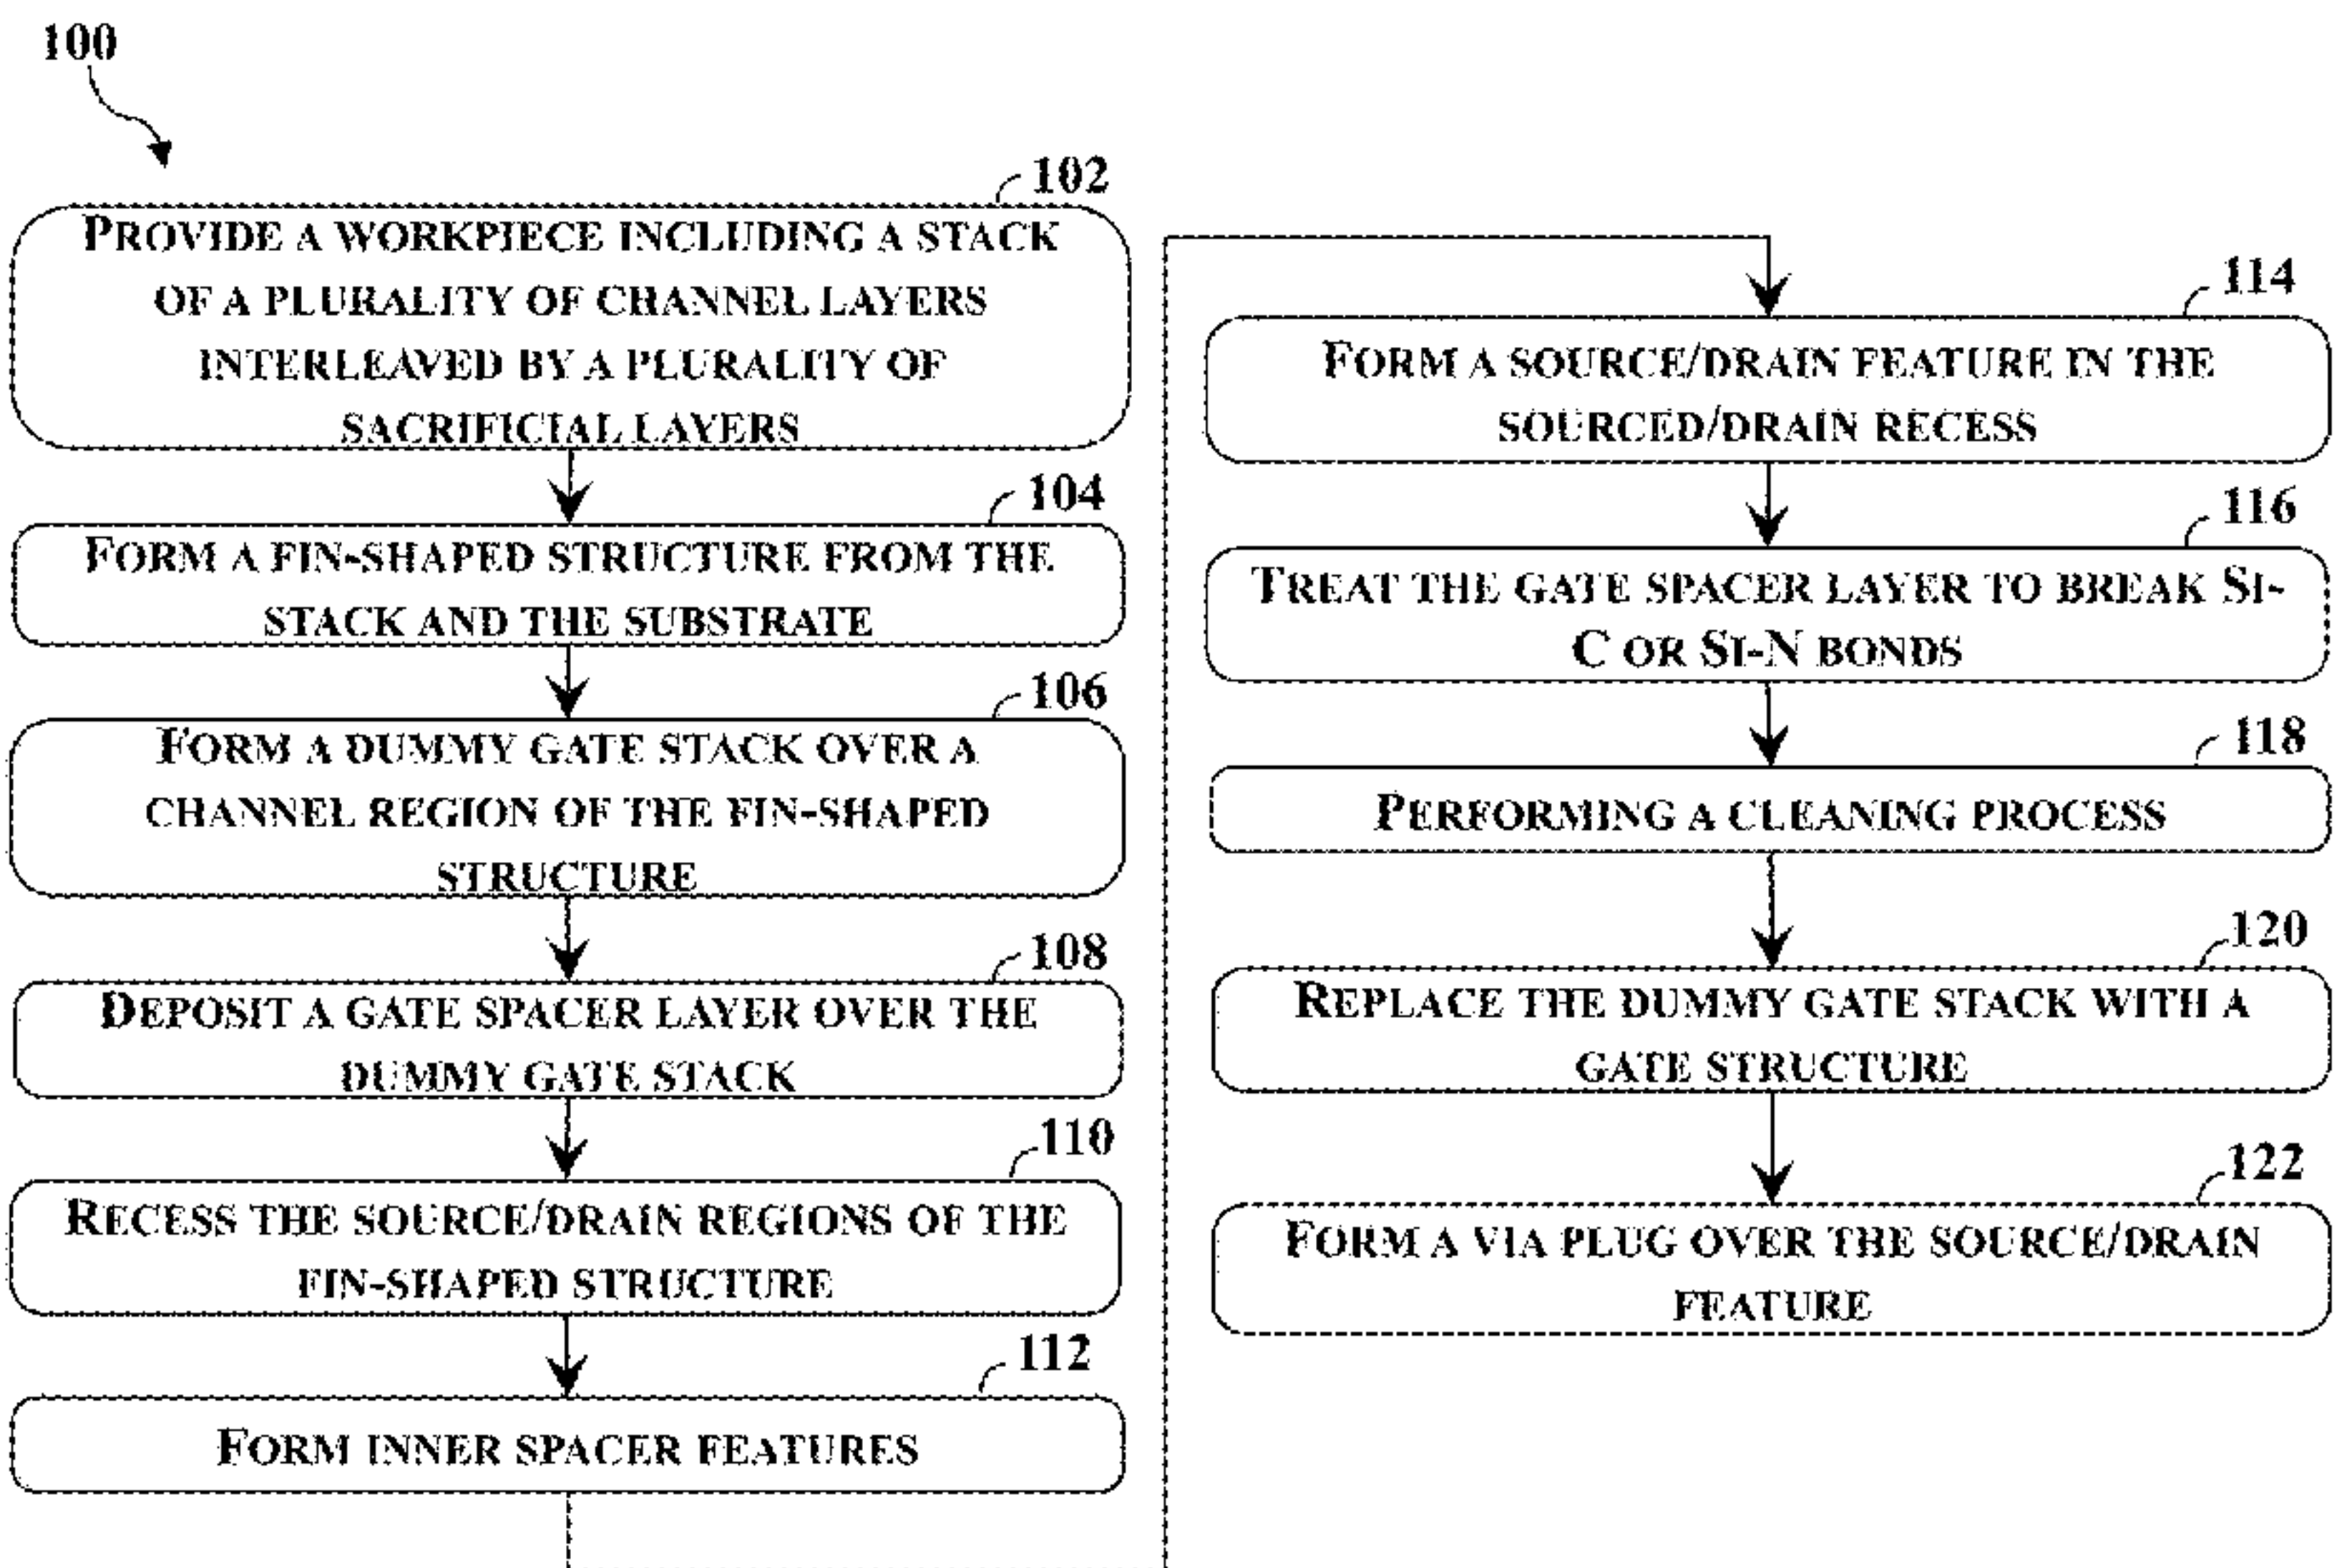 100
102
PROVIDE A WORKPIECE INCLUDING A STACK
OF A PLURALITY OF CHANNEL LAYERS
INTERLEAVED BY A PLURALITY OF
SACRIFICIAL LAYERS
104
FORM A FIN-SHAPED STRUCTURE FROM THE
STACK AND THE SUBSTRATE
106
FORM A DUMMY GATE STACK OVER A
CHANNEL REGION OF THE FIN-SHAPED
STRUCTURE
108
DEPOSIT A GATE SPACER LAYER OVER THE
DUMMY GATE STACK
110
RECESS THE SOURCE/DRAIN REGIONS OF THE
FIN-SHAPED STRUCTURE
112
FORM INNER SPACER FEATURES
114
FORM A SOURCE/DRAIN FEATURE IN THE
SOURCED/DRAIN RECESS
116
TREAT THE GATE SPACER LAYER TO BREAK SI-
C OR SI-N BONDS
118
PERFORMING A CLEANING PROCESS
120
REPLACE THE DUMMY GATE STACK WITH A
GATE STRUCTURE
122
FORM A VIA PLUG OVER THE SOURCE/DRAIN
FEATURE